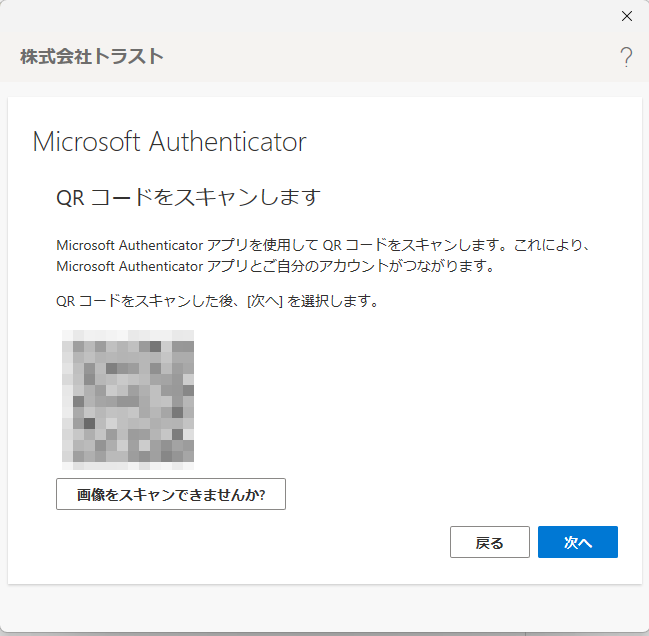 株式会社トラスト
?
Microsoft Authenticator
QR コードをスキャンします
Microsoft Authenticator アプリを使用して QR コードをスキャンします。これにより、
Microsoft Authenticator アプリとご自分のアカウントがつながります。
QR コードをスキャンした後、[次へ] を選択します。
画像をスキャンできませんか?
戻る
次へ